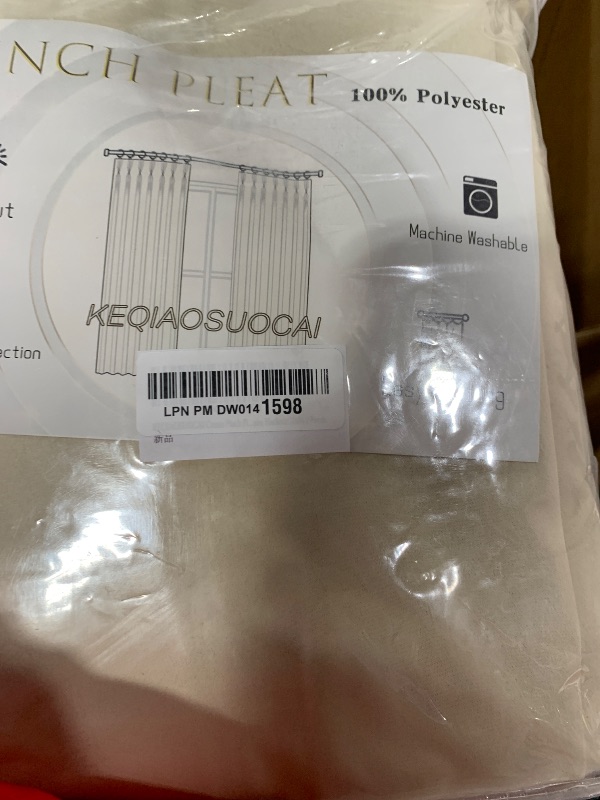 NCH PLEAT
100% Polyester
ut
Machine Washable
KEQIAOSUOCAI
ection
LPN PM DW0141598
新品